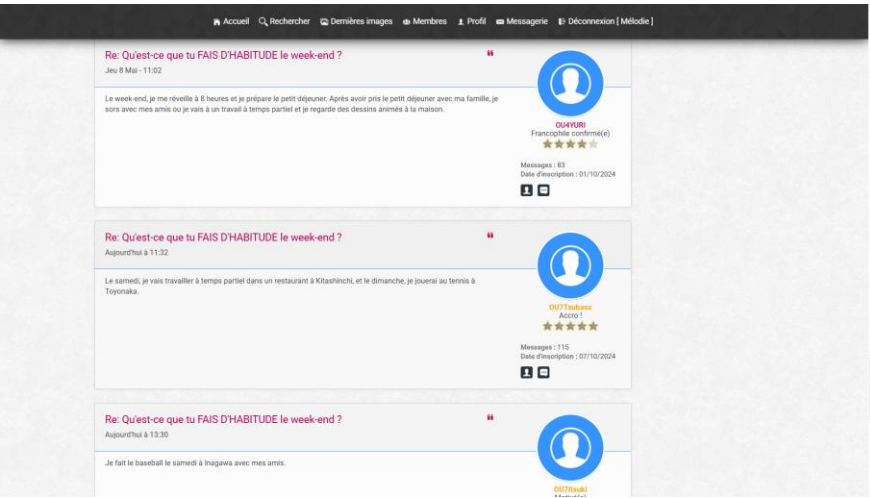 Accueil Rechercher Dernières images Membres Profil Messagerie Déconnexion [ Mélodie ]
Re: Qu'est-ce que tu FAIS D'HABITUDE le week-end ?
Jeu 8 Mai - 11:02
Le week-end, je me réveille à 8 heures et je prépare le petit déjeuner. Après avoir pris le petit déjeuner avec ma famille, je
sors avec mes amis ou je vais à un travail à temps partiel et je regarde des dessins animés à la maison.
OU4YURI
Francophile confirmé(e)
Messages : 83
Date d'inscription : 01/10/2024
Re: Qu'est-ce que tu FAIS D'HABITUDE le week-end ?
Aujourd'hui à 11:32
Le samedi, je vais travailler à temps partiel dans un restaurant à Kitashinchi, et le dimanche, je jouerai au tennis à
Toyonaka.
OU7Tsubasa
Accro !
Messages : 115
Date d'inscription : 07/10/2024
Re: Qu'est-ce que tu FAIS D'HABITUDE le week-end ?
Aujourd'hui à 13:30
Je fait le baseball le samedi à Inagawa avec mes amis.
OU7Itsuki